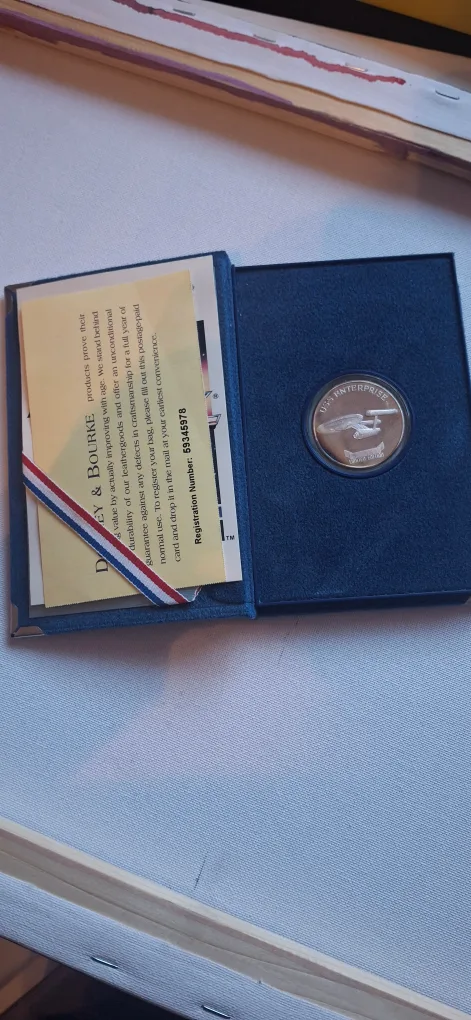 & BOURKE products prove their
value by actually improving with age. We stand behind
durability of our leathergoods and offer an unconditional
guarantee against any defects in craftsmanship for a full year of
normal use. To register your bag, please fill out this postage-paid
card and drop it in the mail at your earliest convenience.
Registration Number: 59345978
®
TM
USS ENTERPRISE